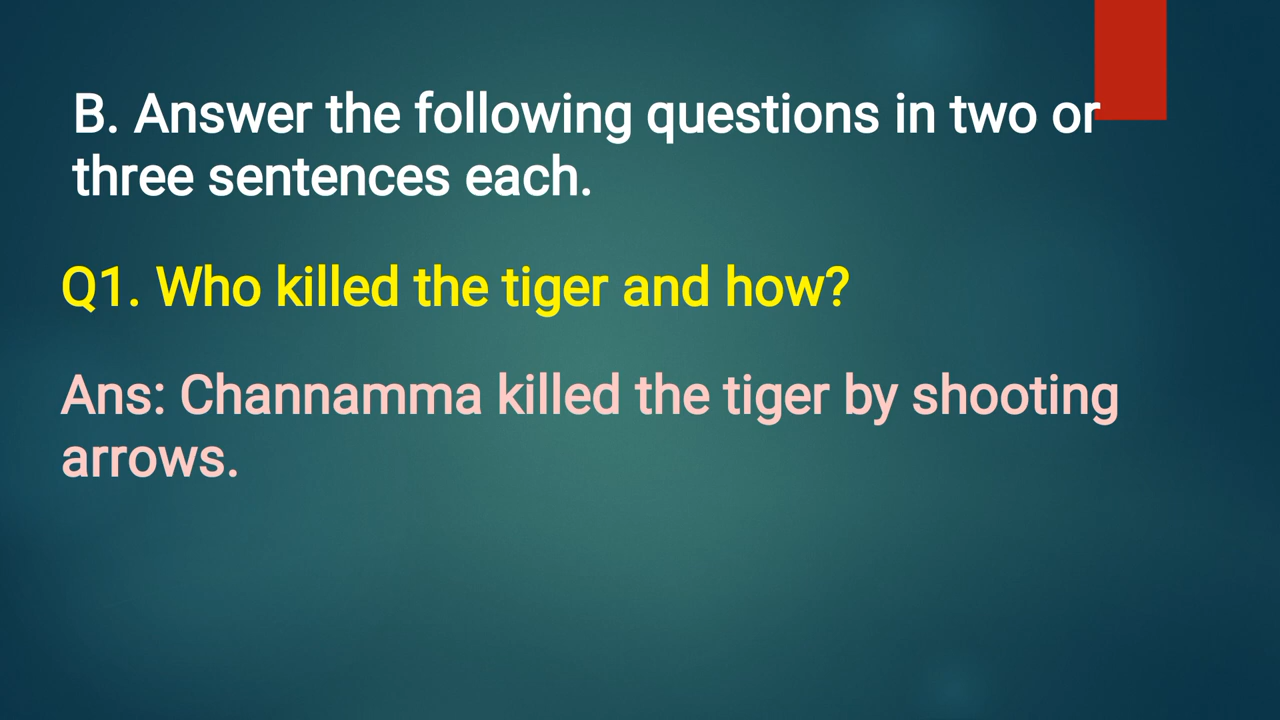 B. Answer the following questions in two or
three sentences each.
Q1. Who killed the tiger and how?
Ans: Channamma killed the tiger by shooting
arrows.